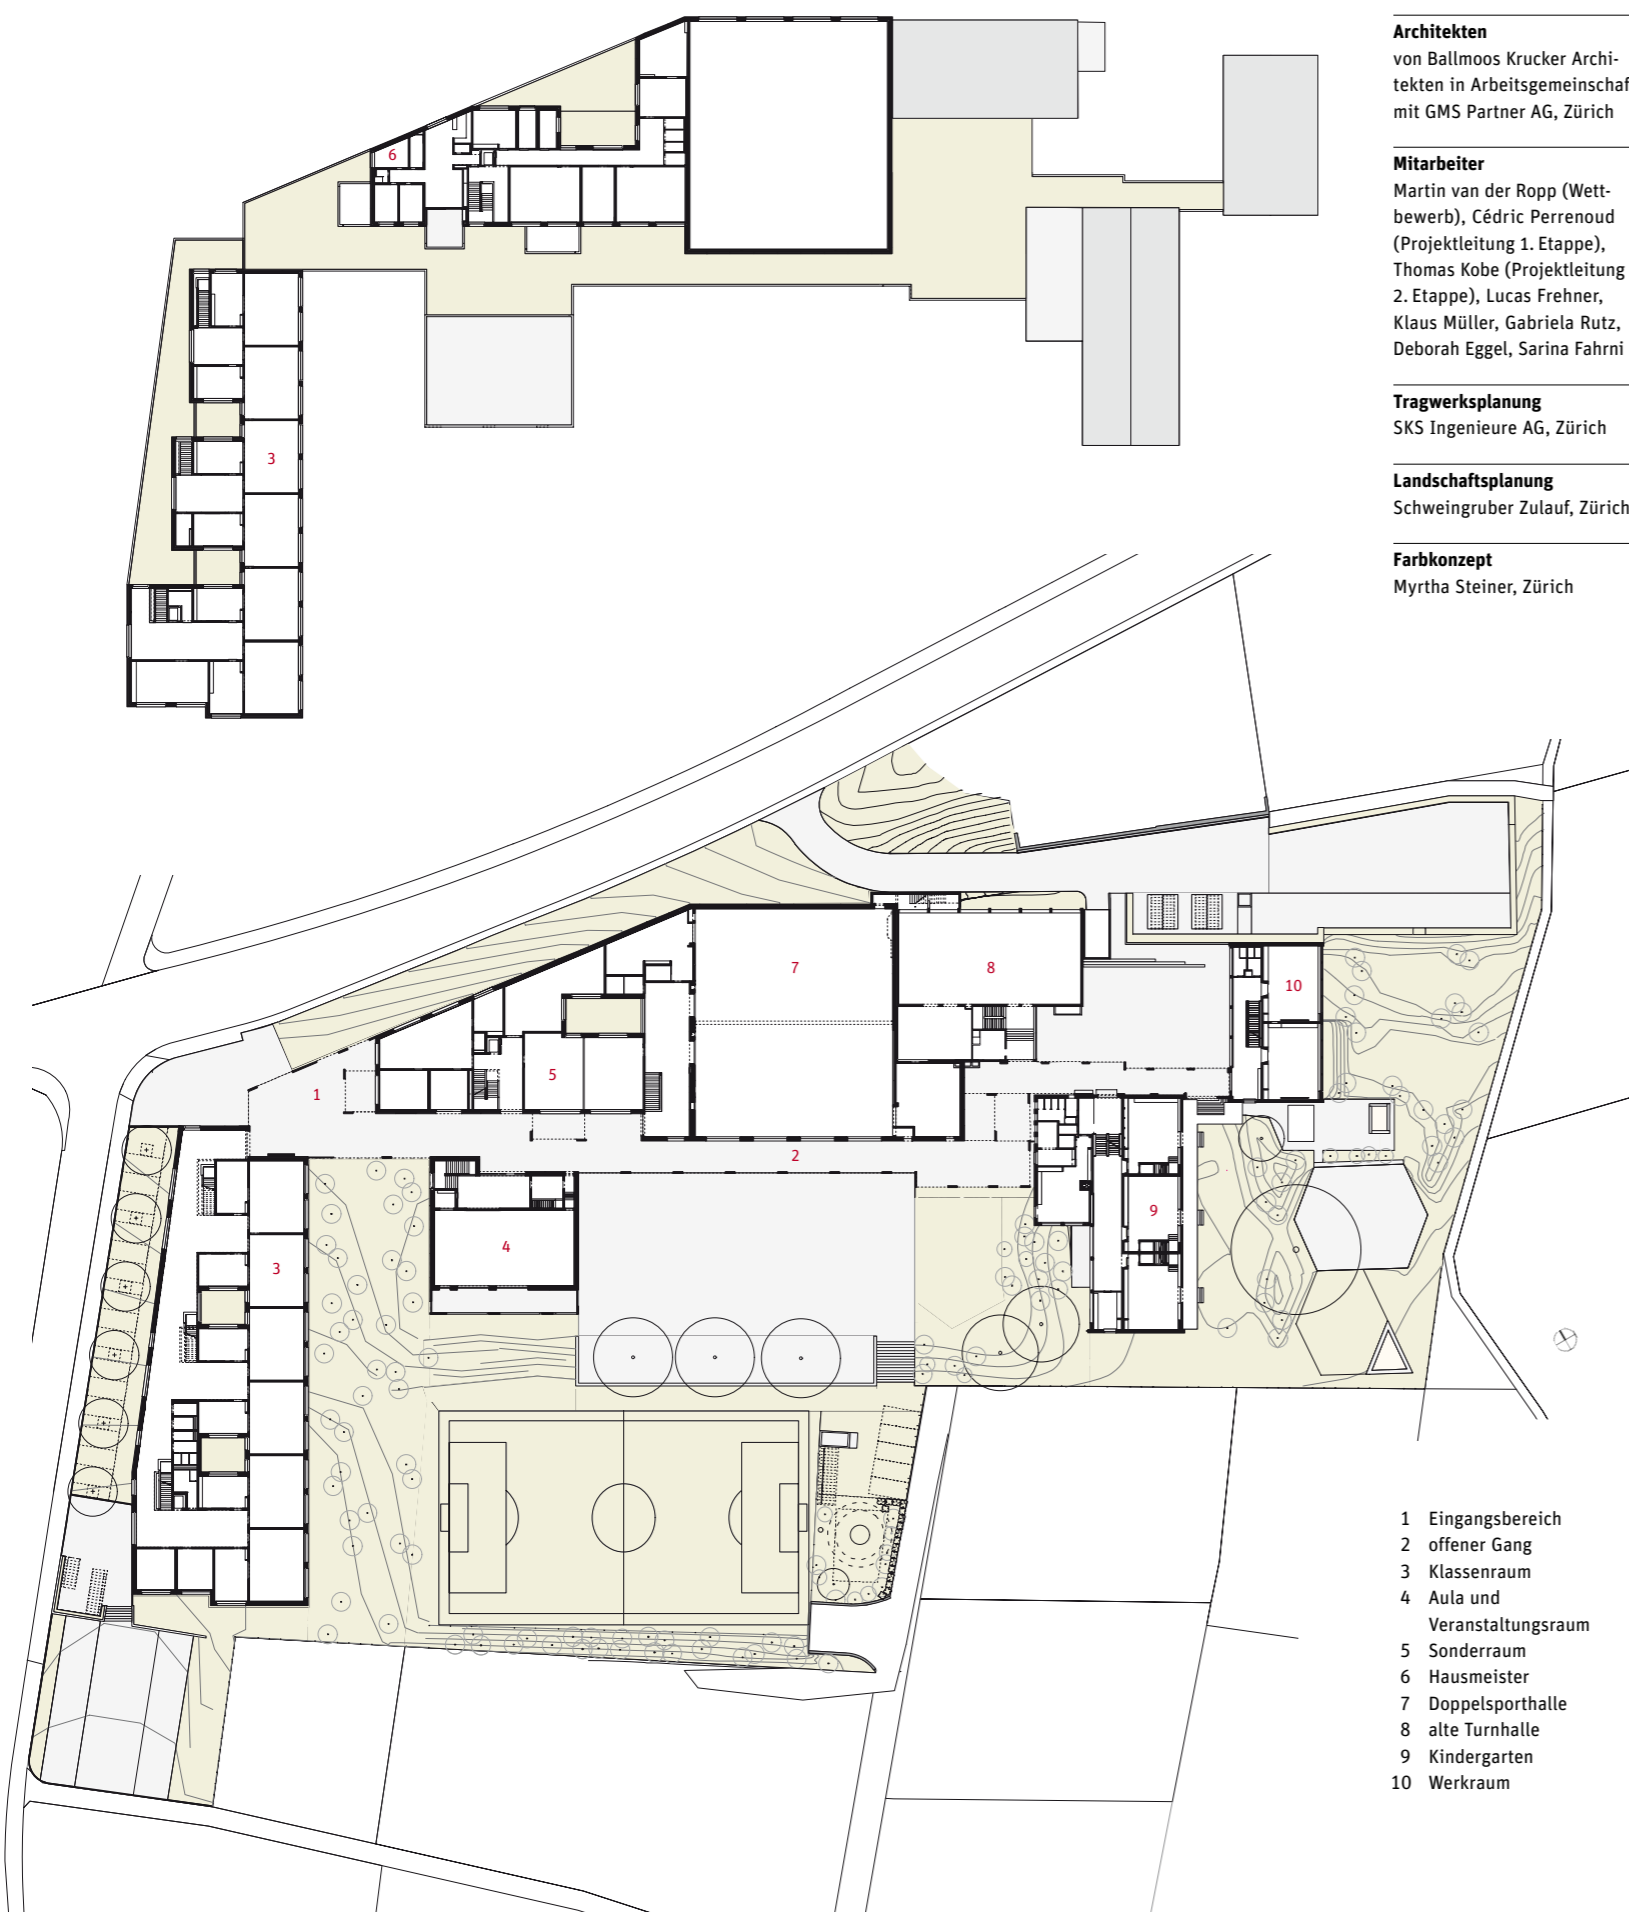 Architekten
von Ballmoos Krucker Archi-
tekten in Arbeitsgemeinschaf
mit GMS Partner AG, Zürich
Mitarbeiter
Martin van der Ropp (Wett-
bewerb), Cédric Perrenoud
(Projektleitung 1. Etappe),
Thomas Kobe (Projektleitung
2. Etappe), Lucas Frehner,
Klaus Müller, Gabriela Rutz,
Deborah Eggel, Sarina Fahrni
Tragwerksplanung
SKS Ingenieure AG, Zürich
Landschaftsplanung
Schweingruber Zulauf, Zürich
Farbkonzept
Myrtha Steiner, Zürich
6
3
7
8
10
5
1
2
9
4
3
1 Eingangsbereich
2 offener Gang
3 Klassenraum
4 Aula und
Veranstaltungsraum
5 Sonderraum
6 Hausmeister
7 Doppelsporthalle
8 alte Turnhalle
9 Kindergarten
10 Werkraum